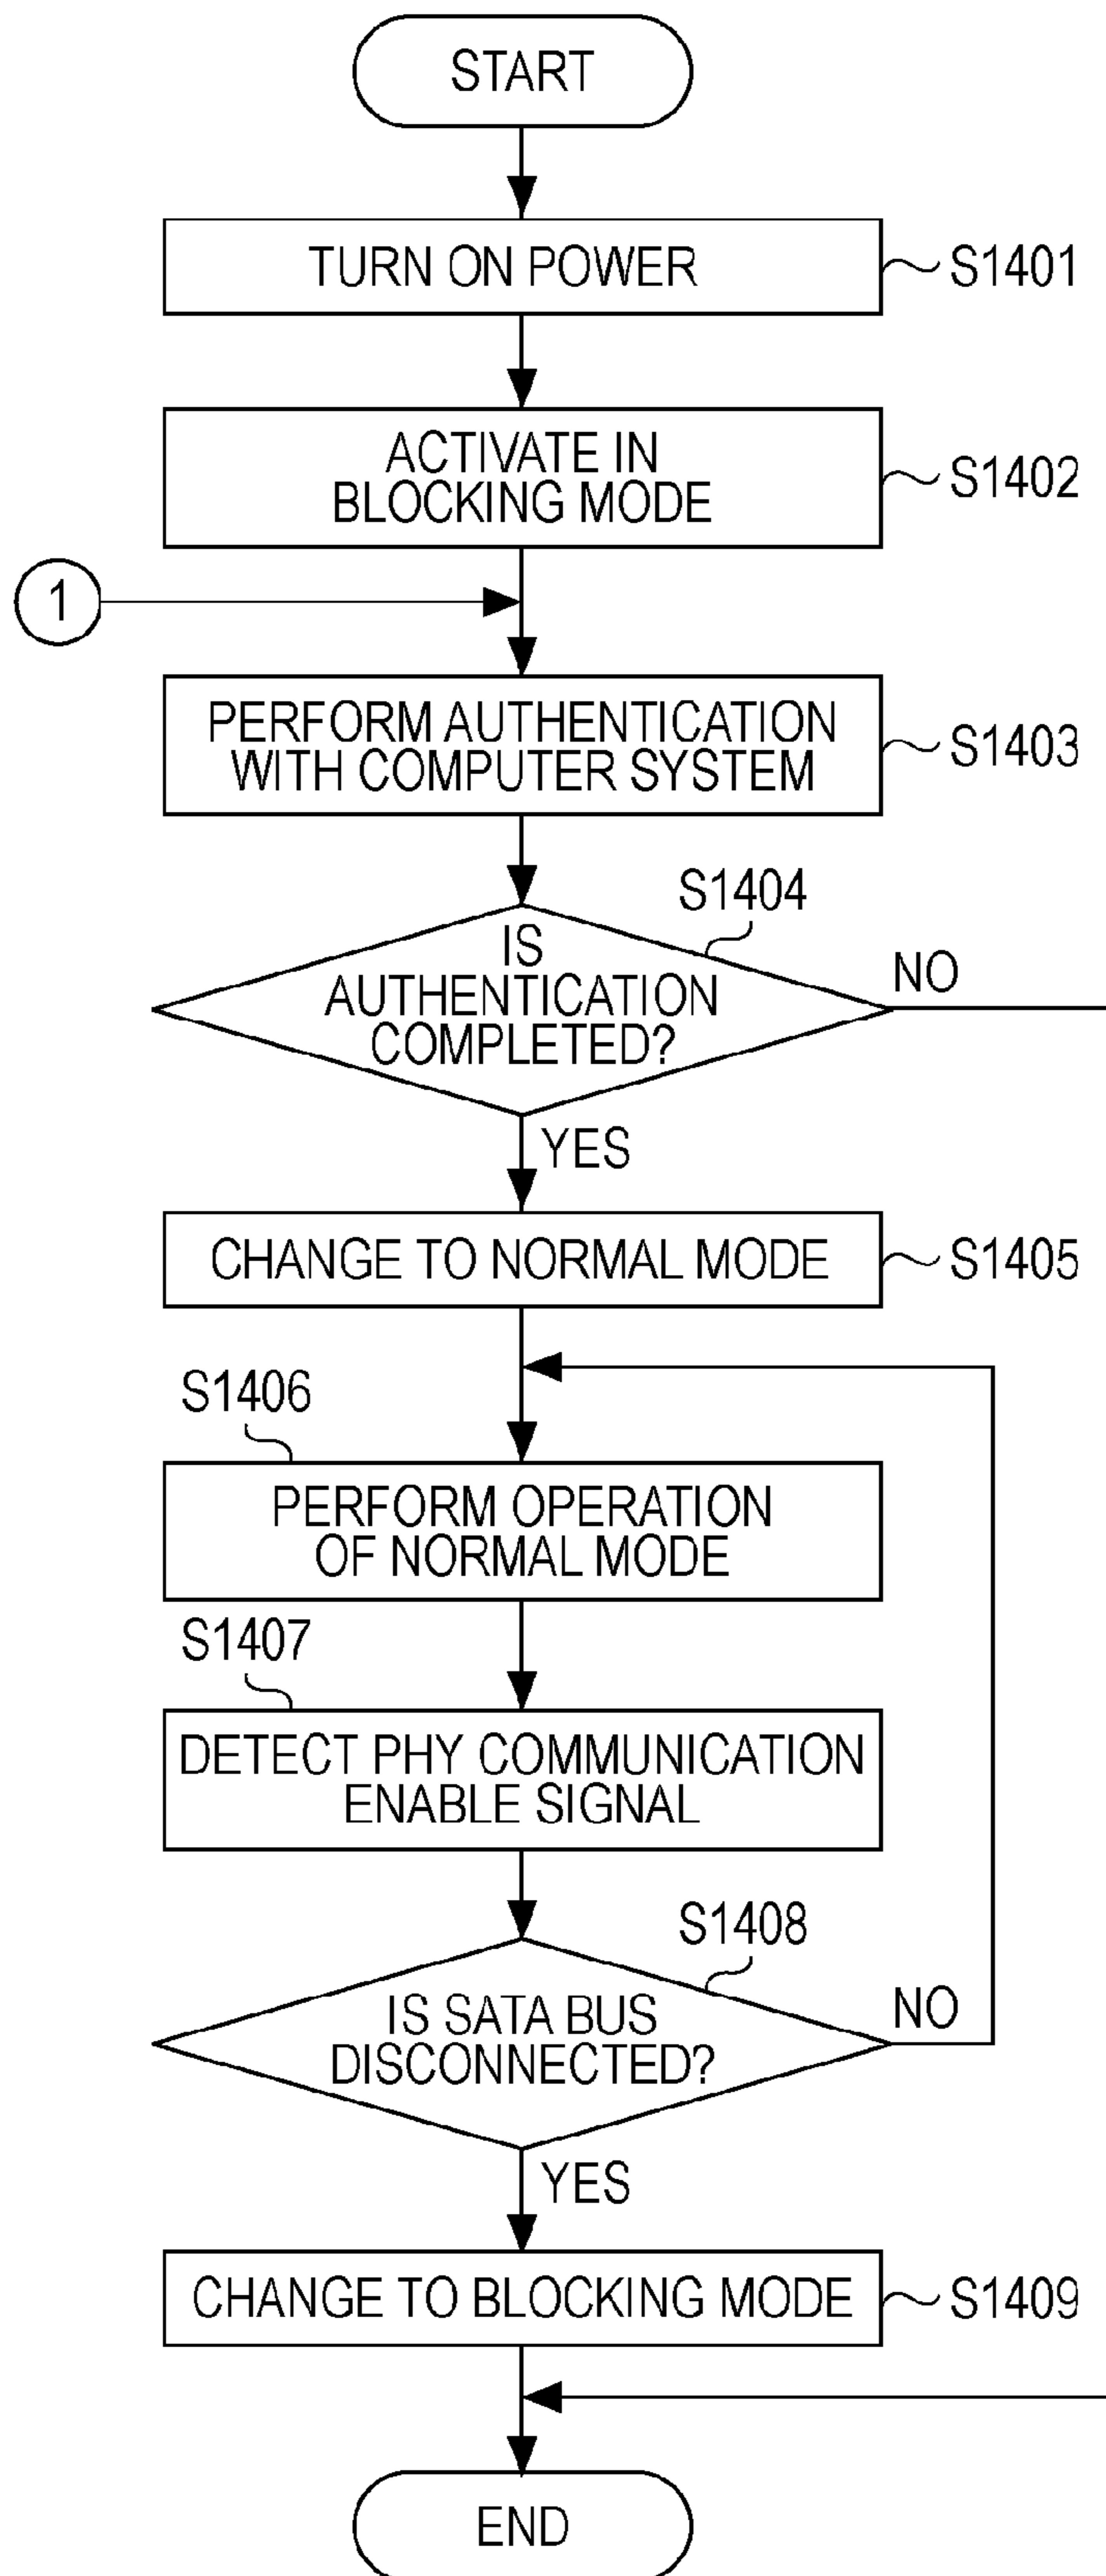 START
TURN ON POWER
S1401
ACTIVATE IN
BLOCKING MODE
S1402
1
PERFORM AUTHENTICATION
WITH COMPUTER SYSTEM
S1403
S1404
IS
AUTHENTICATION
COMPLETED?
NO
YES
CHANGE TO NORMAL MODE
S1405
S1406
PERFORM OPERATION
OF NORMAL MODE
S1407
DETECT PHY COMMUNICATION
ENABLE SIGNAL
S1408
IS SATA BUS
DISCONNECTED?
NO
YES
CHANGE TO BLOCKING MODE
S1409
END